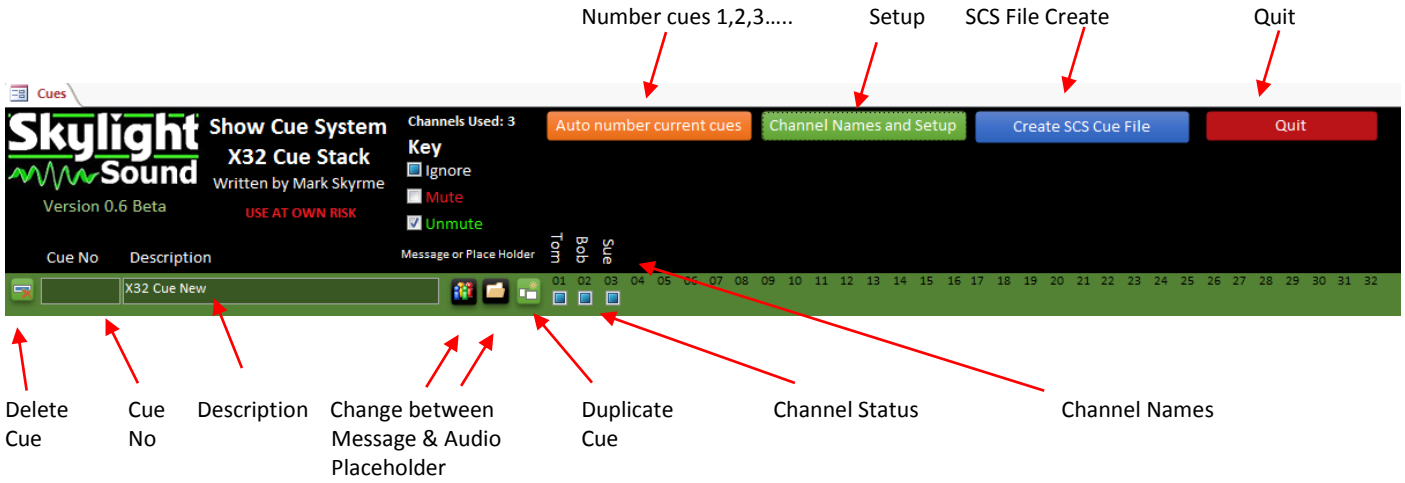 Number cues 1,2,3….. Setup SCS File Create Quit
Cues
Skylight Sound
Version 0.6 Beta
Show Cue System
X32 Cue Stack
Written by Mark Skyrme
USE AT OWN RISK
Channels Used: 3
Key
Ignore
Mute
Unmute
Auto number current cues Channel Names and Setup Create SCS Cue File Quit
Cue No Description Message or Place Holder Tom Bob Sue
X32 Cue New 01 02 03 04 05 06 07 08 09 10 11 12 13 14 15 16 17 18 19 20 21 22 23 24 25 26 27 28 29 30 31 32
Delete
Cue
Cue
No
Description
Change between
Message & Audio
Placeholder
Duplicate
Cue
Channel Status
Channel Names